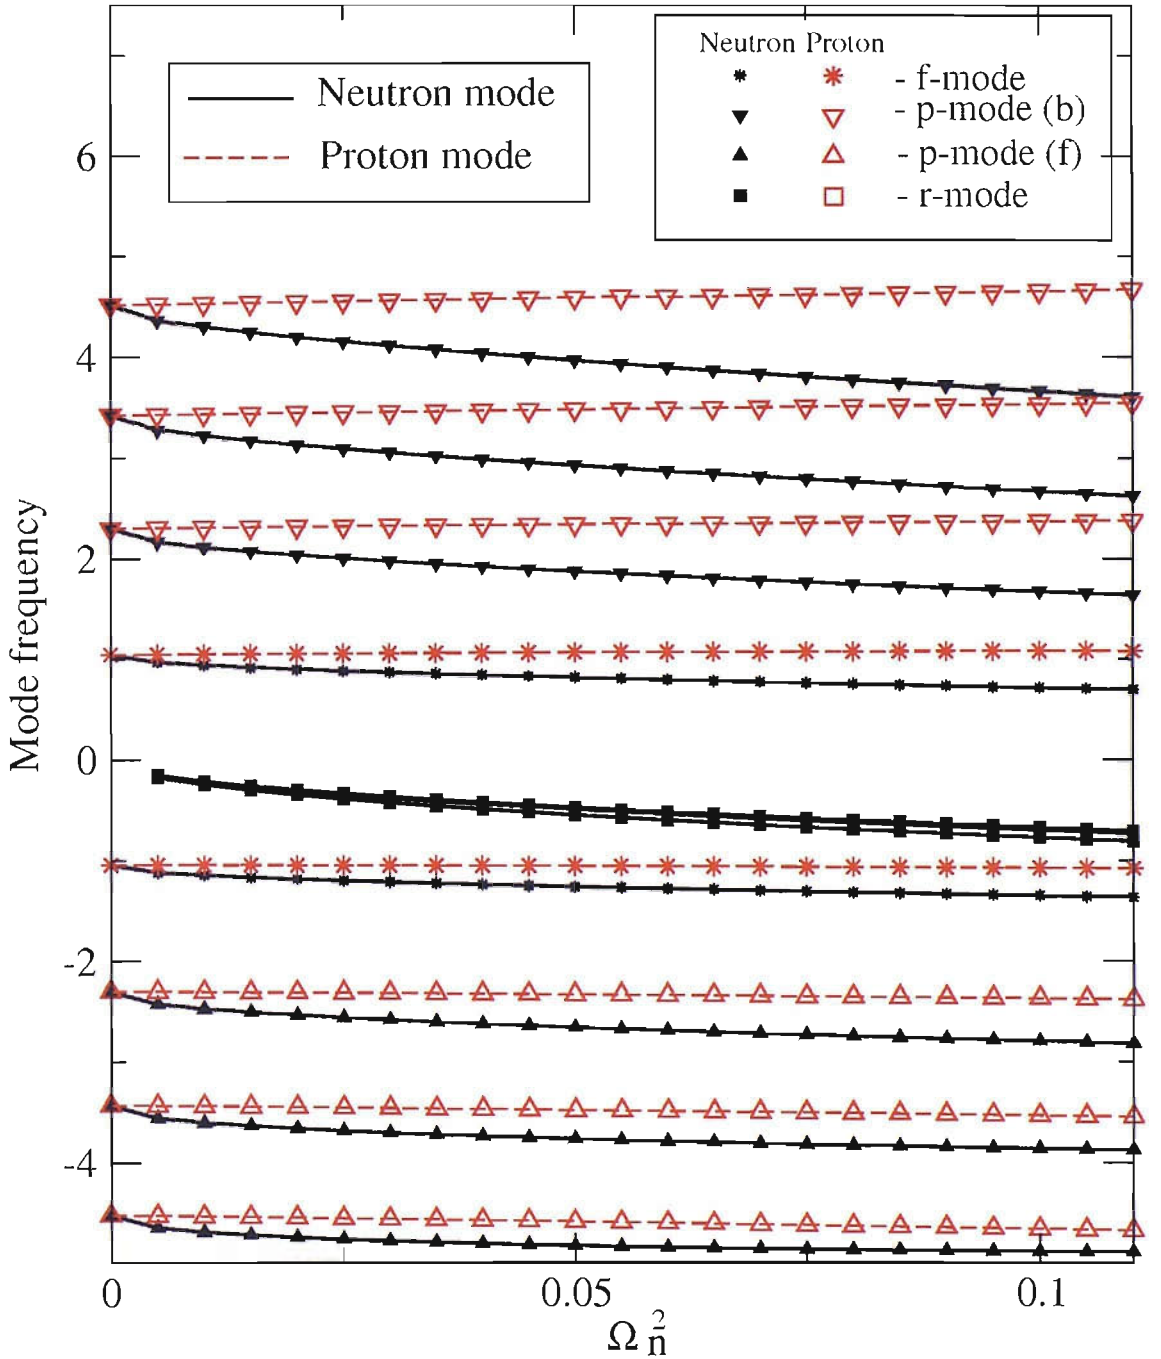 Neutron Proton
- f-mode
- p-mode (b)
- p-mode (f)
- r-mode
Neutron mode
Proton mode
6
4
2
0
-2
-4
Mode frequency
0
0.05
0.1
Ω ñ²